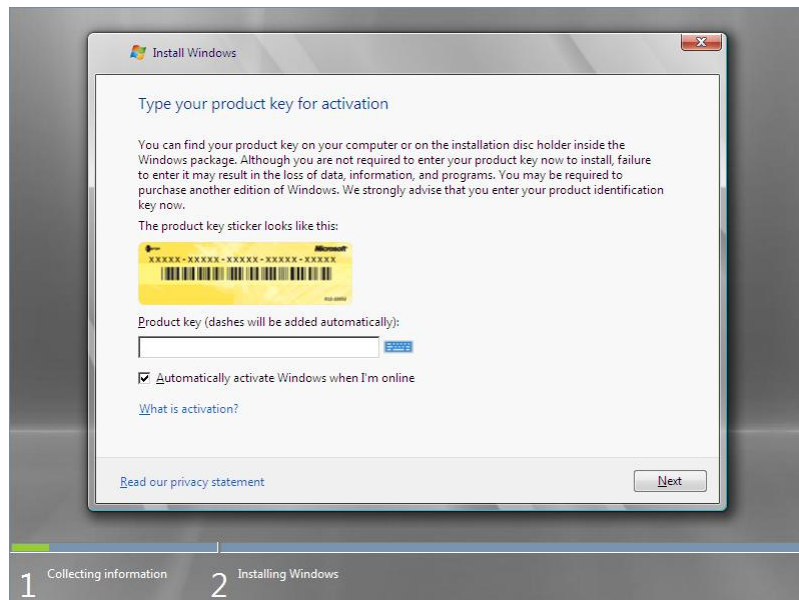 Install Windows
Type your product key for activation
You can find your product key on your computer or on the installation disc holder inside the
Windows package. Although you are not required to enter your product key now to install, failure
to enter it may result in the loss of data, information, and programs. You may be required to
purchase another edition of Windows. We strongly advise that you enter your product identification
key now.
The product key sticker looks like this:
Microsoft
XXXXX-XXXXX-XXXXX-XXXXX-XXXXX
Product key (dashes will be added automatically):
Automatically activate Windows when I'm online
What is activation?
Read our privacy statement
Next
1 Collecting information
2 Installing Windows